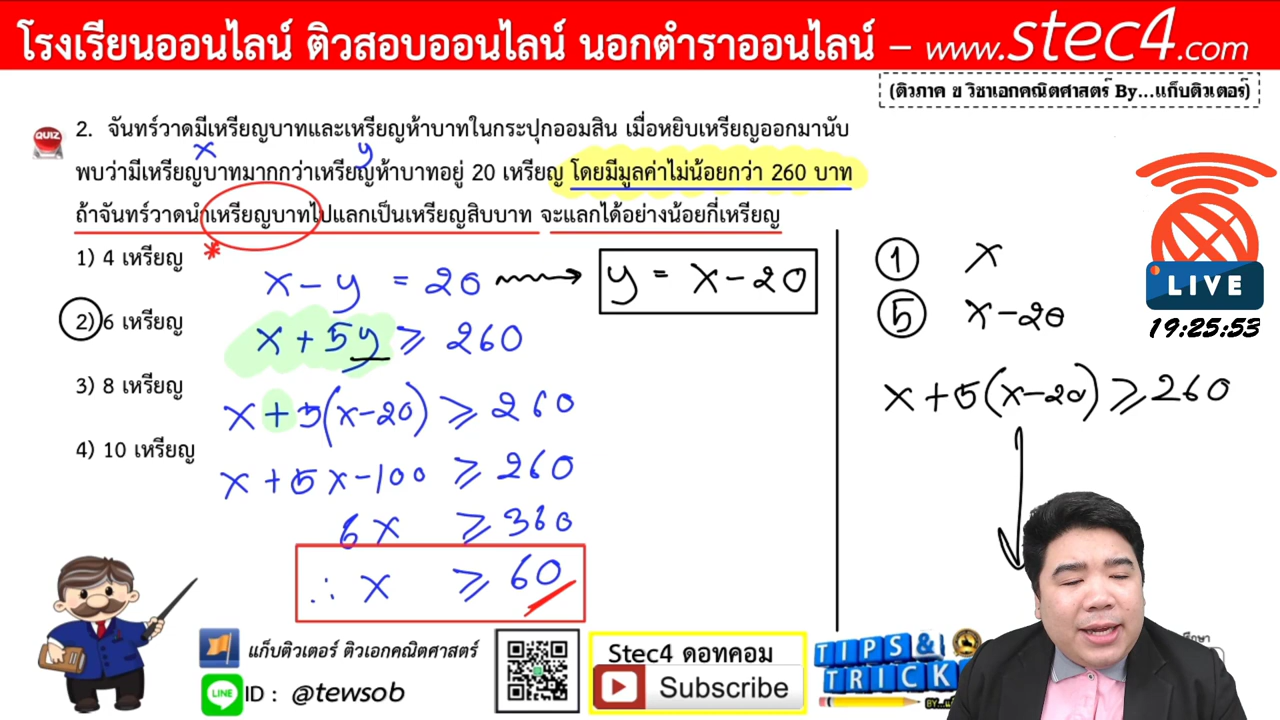 โรงเรียนออนไลน์ ติวสอบออนไลน์ นอกตำราออนไลน์ – www.stec4.com
(ติวภาค ข วิชาเอกคณิตศาสตร์ By...แก็บติวเตอร์)
QUIZ
2. จันทร์วาดมีเหรียญบาทและเหรียญห้าบาทในกระปุกออมสิน เมื่อหยิบเหรียญออกมานับ
x y
พบว่ามีเหรียญบาทมากกว่าเหรียญห้าบาทอยู่ 20 เหรียญ โดยมีมูลค่าไม่น้อยกว่า 260 บาท
ถ้าจันทร์วาดนำเหรียญบาทไปแลกเป็นเหรียญสิบบาท จะแลกได้อย่างน้อยกี่เหรียญ
1) 4 เหรียญ *
2) 6 เหรียญ
3) 8 เหรียญ
4) 10 เหรียญ
x - y = 20 → y = x - 20
x + 5y ≥ 260
x + 5(x-20) ≥ 260
x + 5x - 100 ≥ 260
6x ≥ 360
∴ x ≥ 60
① x
⑤ x - 20
x + 5(x-20) ≥ 260
LIVE
19:25:53
แก็บติวเตอร์ ติวเอกคณิตศาสตร์
LINE ID : @tewsob
Stec4 ดอทคอม
Subscribe
TIPS &
TRICK